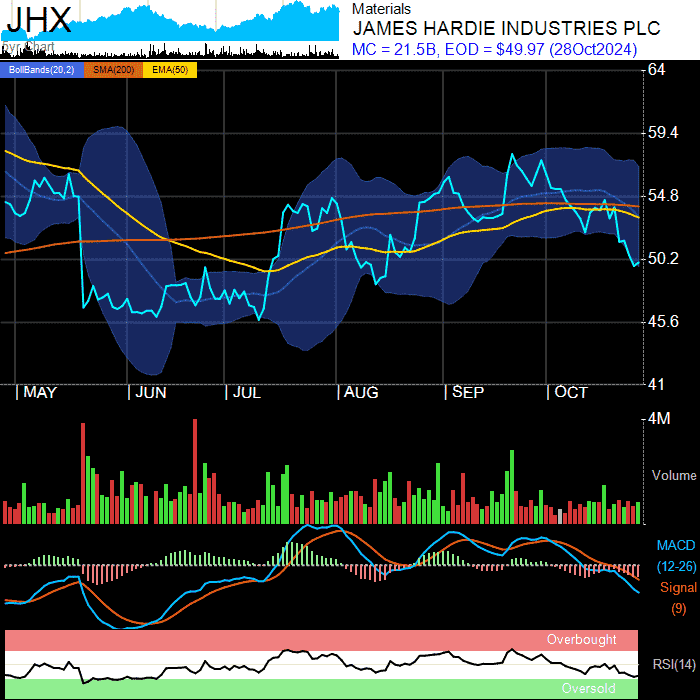 JHX
5yr Chart
Materials
JAMES HARDIE INDUSTRIES PLC
MC = 21.5B, EOD = $49.97 (28Oct2024)
BollBands(20,2) SMA(200) EMA(50)
64
59.4
54.8
50.2
45.6
41
MAY JUN JUL AUG SEP OCT
4M
Volume
MACD
(12-26)
Signal
(9)
Overbought
RSI(14)
Oversold